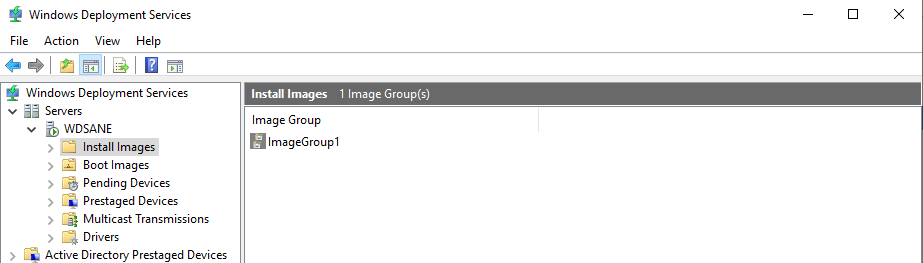 Windows Deployment Services
File Action View Help
Windows Deployment Services
Servers
WDSANE
Install Images
Boot Images
Pending Devices
Prestaged Devices
Multicast Transmissions
Drivers
Active Directory Prestaged Devices
Install Images 1 Image Group(s)
Image Group
ImageGroup1